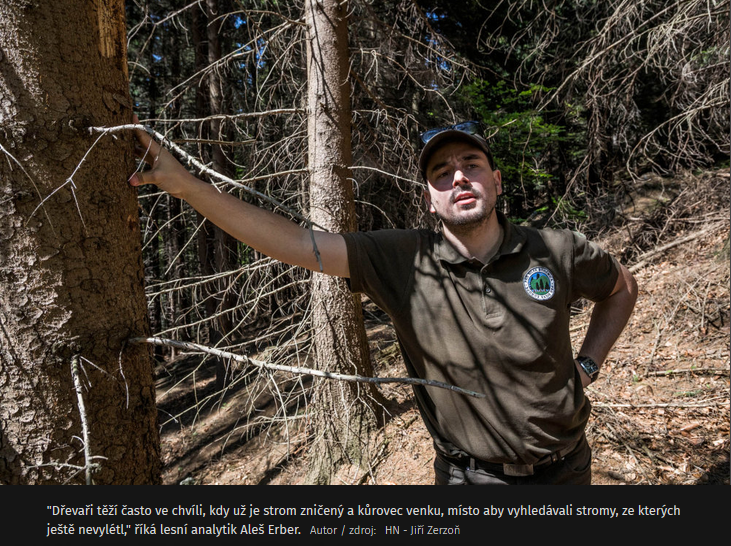 "Dřevaři těží často ve chvíli, kdy už je strom zničený a kůrovec venku, místo aby vyhledávali stromy, ze kterých
ještě nevylétl," říká lesní analytik Aleš Erber. Autor / zdroj: HN - Jiří Zerzoň